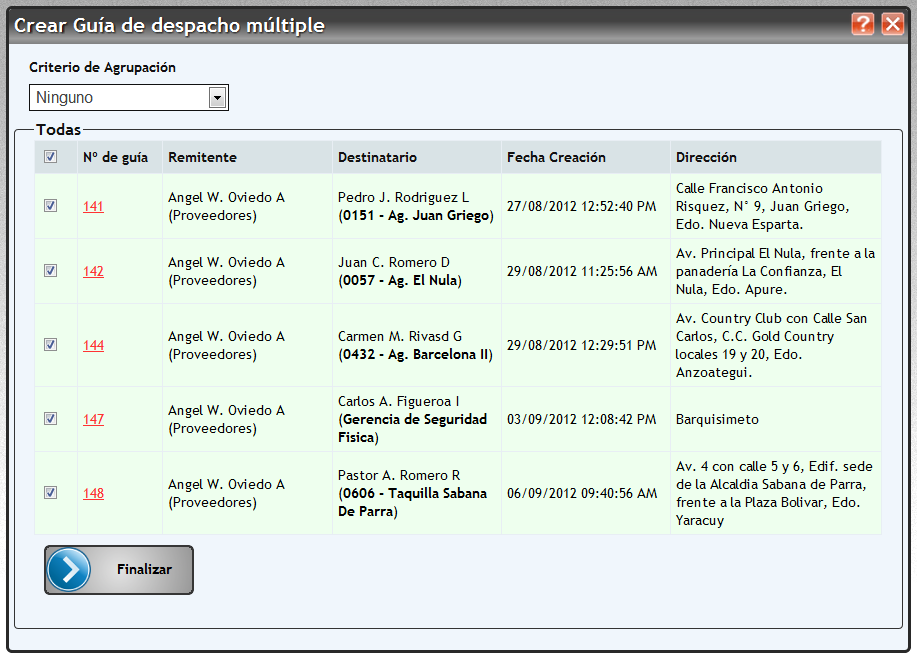 Crear Guía de despacho múltiple
Criterio de Agrupación
Ninguno
Todas
Nº de guía Remitente Destinatario Fecha Creación Dirección
141
Angel W. Oviedo A
(Proveedores)
Pedro J. Rodriguez L
(0151 - Ag. Juan Griego)
27/08/2012 12:52:40 PM
Calle Francisco Antonio
Risquez, N° 9, Juan Griego,
Edo. Nueva Esparta.
142
Angel W. Oviedo A
(Proveedores)
Juan C. Romero D
(0057 - Ag. El Nula)
29/08/2012 11:25:56 AM
Av. Principal El Nula, frente a la
panadería La Confianza, El
Nula, Edo. Apure.
144
Angel W. Oviedo A
(Proveedores)
Carmen M. Rivasd G
(0432 - Ag. Barcelona II)
29/08/2012 12:29:51 PM
Av. Country Club con Calle San
Carlos, C.C. Gold Country
locales 19 y 20, Edo.
Anzoategui.
147
Angel W. Oviedo A
(Proveedores)
Carlos A. Figueroa I
(Gerencia de Seguridad
Fisica)
03/09/2012 12:08:42 PM
Barquisimeto
148
Angel W. Oviedo A
(Proveedores)
Pastor A. Romero R
(0606 - Taquilla Sabana
De Parra)
06/09/2012 09:40:56 AM
Av. 4 con calle 5 y 6, Edif. sede
de la Alcaldia Sabana de Parra,
frente a la Plaza Bolivar, Edo.
Yaracuy
Finalizar